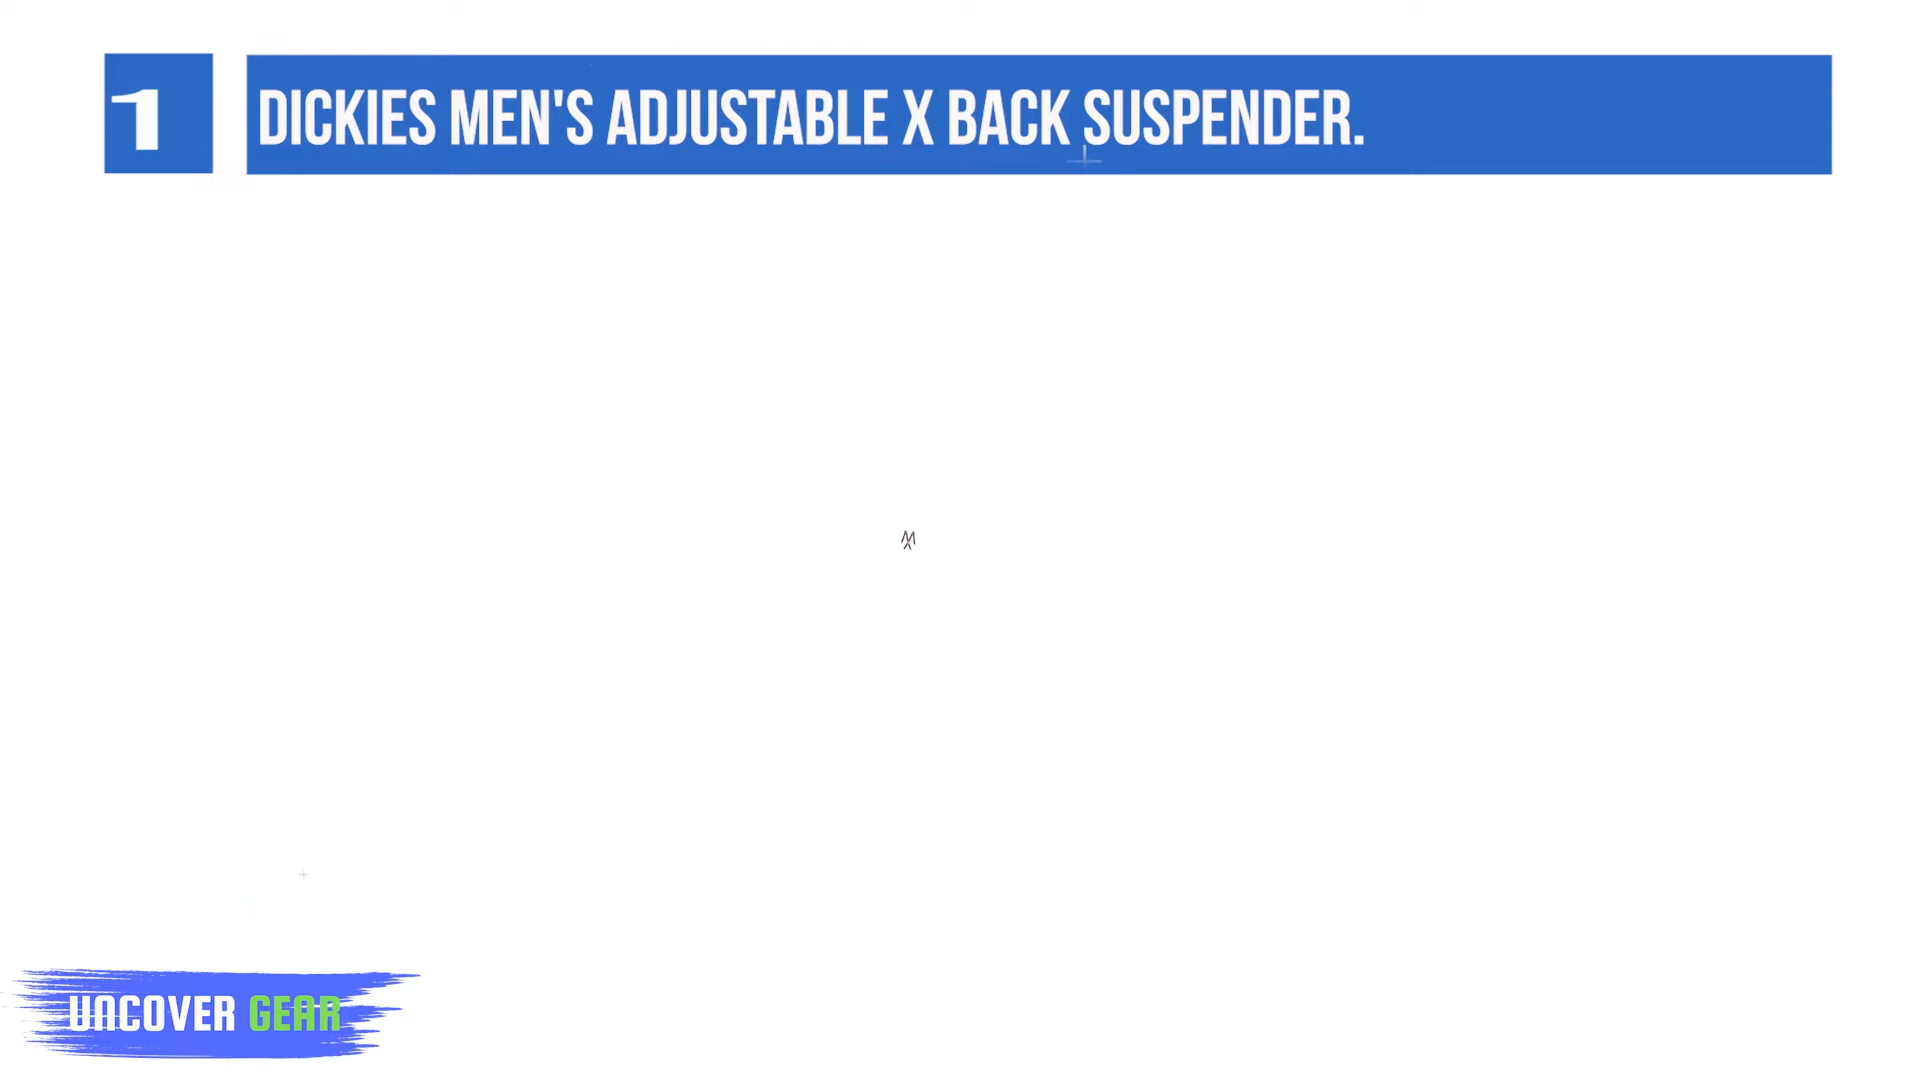 1
DICKIES MEN'S ADJUSTABLE X BACK SUSPENDER.
UNCOVER GEAR